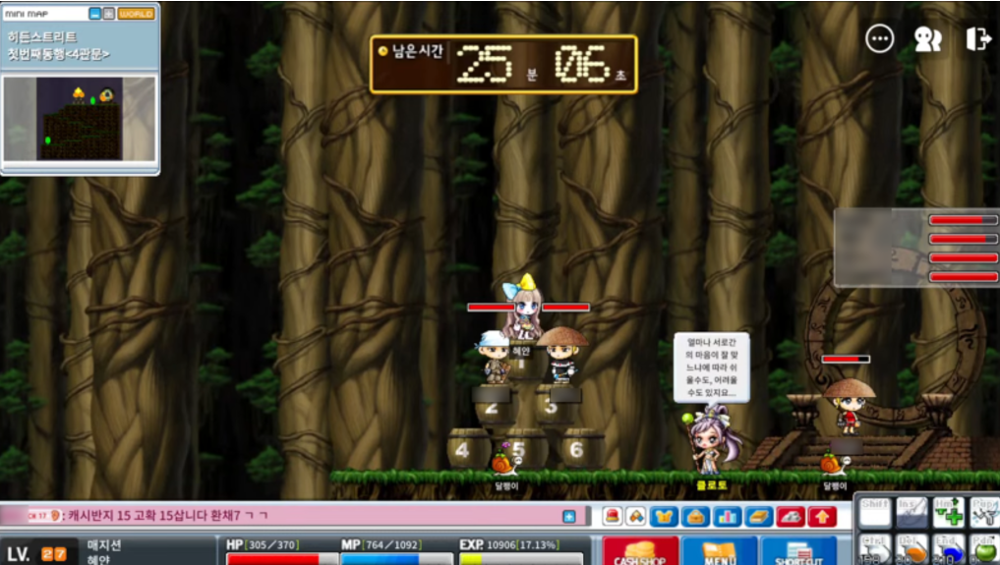 MINI MAP
WORLD
히든스트리트
첫번째동행<4관문>
남은시간 25 분 06 초
혜안
1
2 3
4 5 6
얼마나 서로간
의 마음이 잘 맞
느냐에 따라 쉬
울수도, 어려울
수도 있지요...
달팽이
클로토
달팽이
CH 17 : 캐시반지 15 고확 15삽니다 환채7 ㄱ ㄱ
LV. 27
매지션
혜안
HP[305/370]
MP[764/1092]
EXP. 10906[17.13%]
CASH SHOP
MENU
SHORTCUT
Shift Ins Hm Pup
Ctrl Del End Pdn